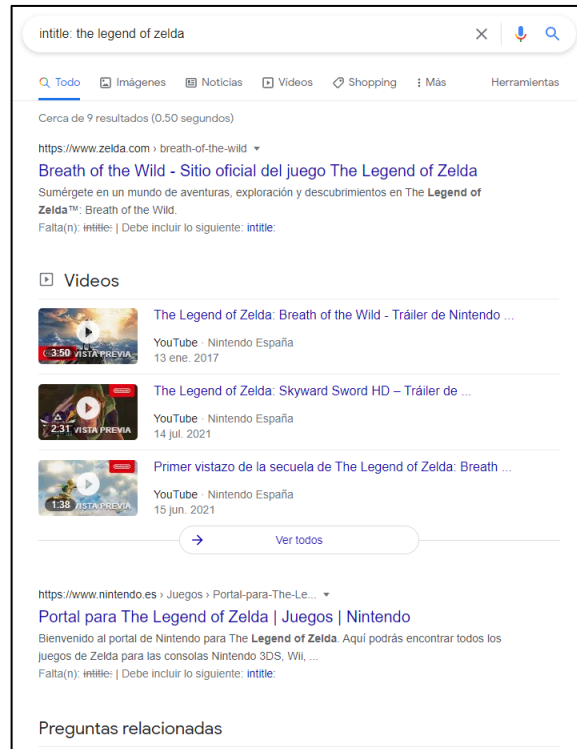 intitle: the legend of zelda
Todo Imágenes Noticias Vídeos Shopping Más Herramientas
Cerca de 9 resultados (0.50 segundos)
https://www.zelda.com › breath-of-the-wild
Breath of the Wild - Sitio oficial del juego The Legend of Zelda
Sumérgete en un mundo de aventuras, exploración y descubrimientos en The Legend of
Zelda™: Breath of the Wild.
Falta(n): intitle: | Debe incluir lo siguiente: intitle:
Videos
The Legend of Zelda: Breath of the Wild - Tráiler de Nintendo ...
3:50 VISTA PREVIA
YouTube · Nintendo España
13 ene. 2017
The Legend of Zelda: Skyward Sword HD – Tráiler de ...
2:31 VISTA PREVIA
YouTube · Nintendo España
14 jul. 2021
Primer vistazo de la secuela de The Legend of Zelda: Breath ...
1:38 VISTA PREVIA
YouTube · Nintendo España
15 jun. 2021
Ver todos
https://www.nintendo.es › Juegos › Portal-para-The-Le...
Portal para The Legend of Zelda | Juegos | Nintendo
Bienvenido al portal de Nintendo para The Legend of Zelda. Aquí podrás encontrar todos los
juegos de Zelda para las consolas Nintendo 3DS, Wii, ...
Falta(n): intitle: | Debe incluir lo siguiente: intitle:
Preguntas relacionadas